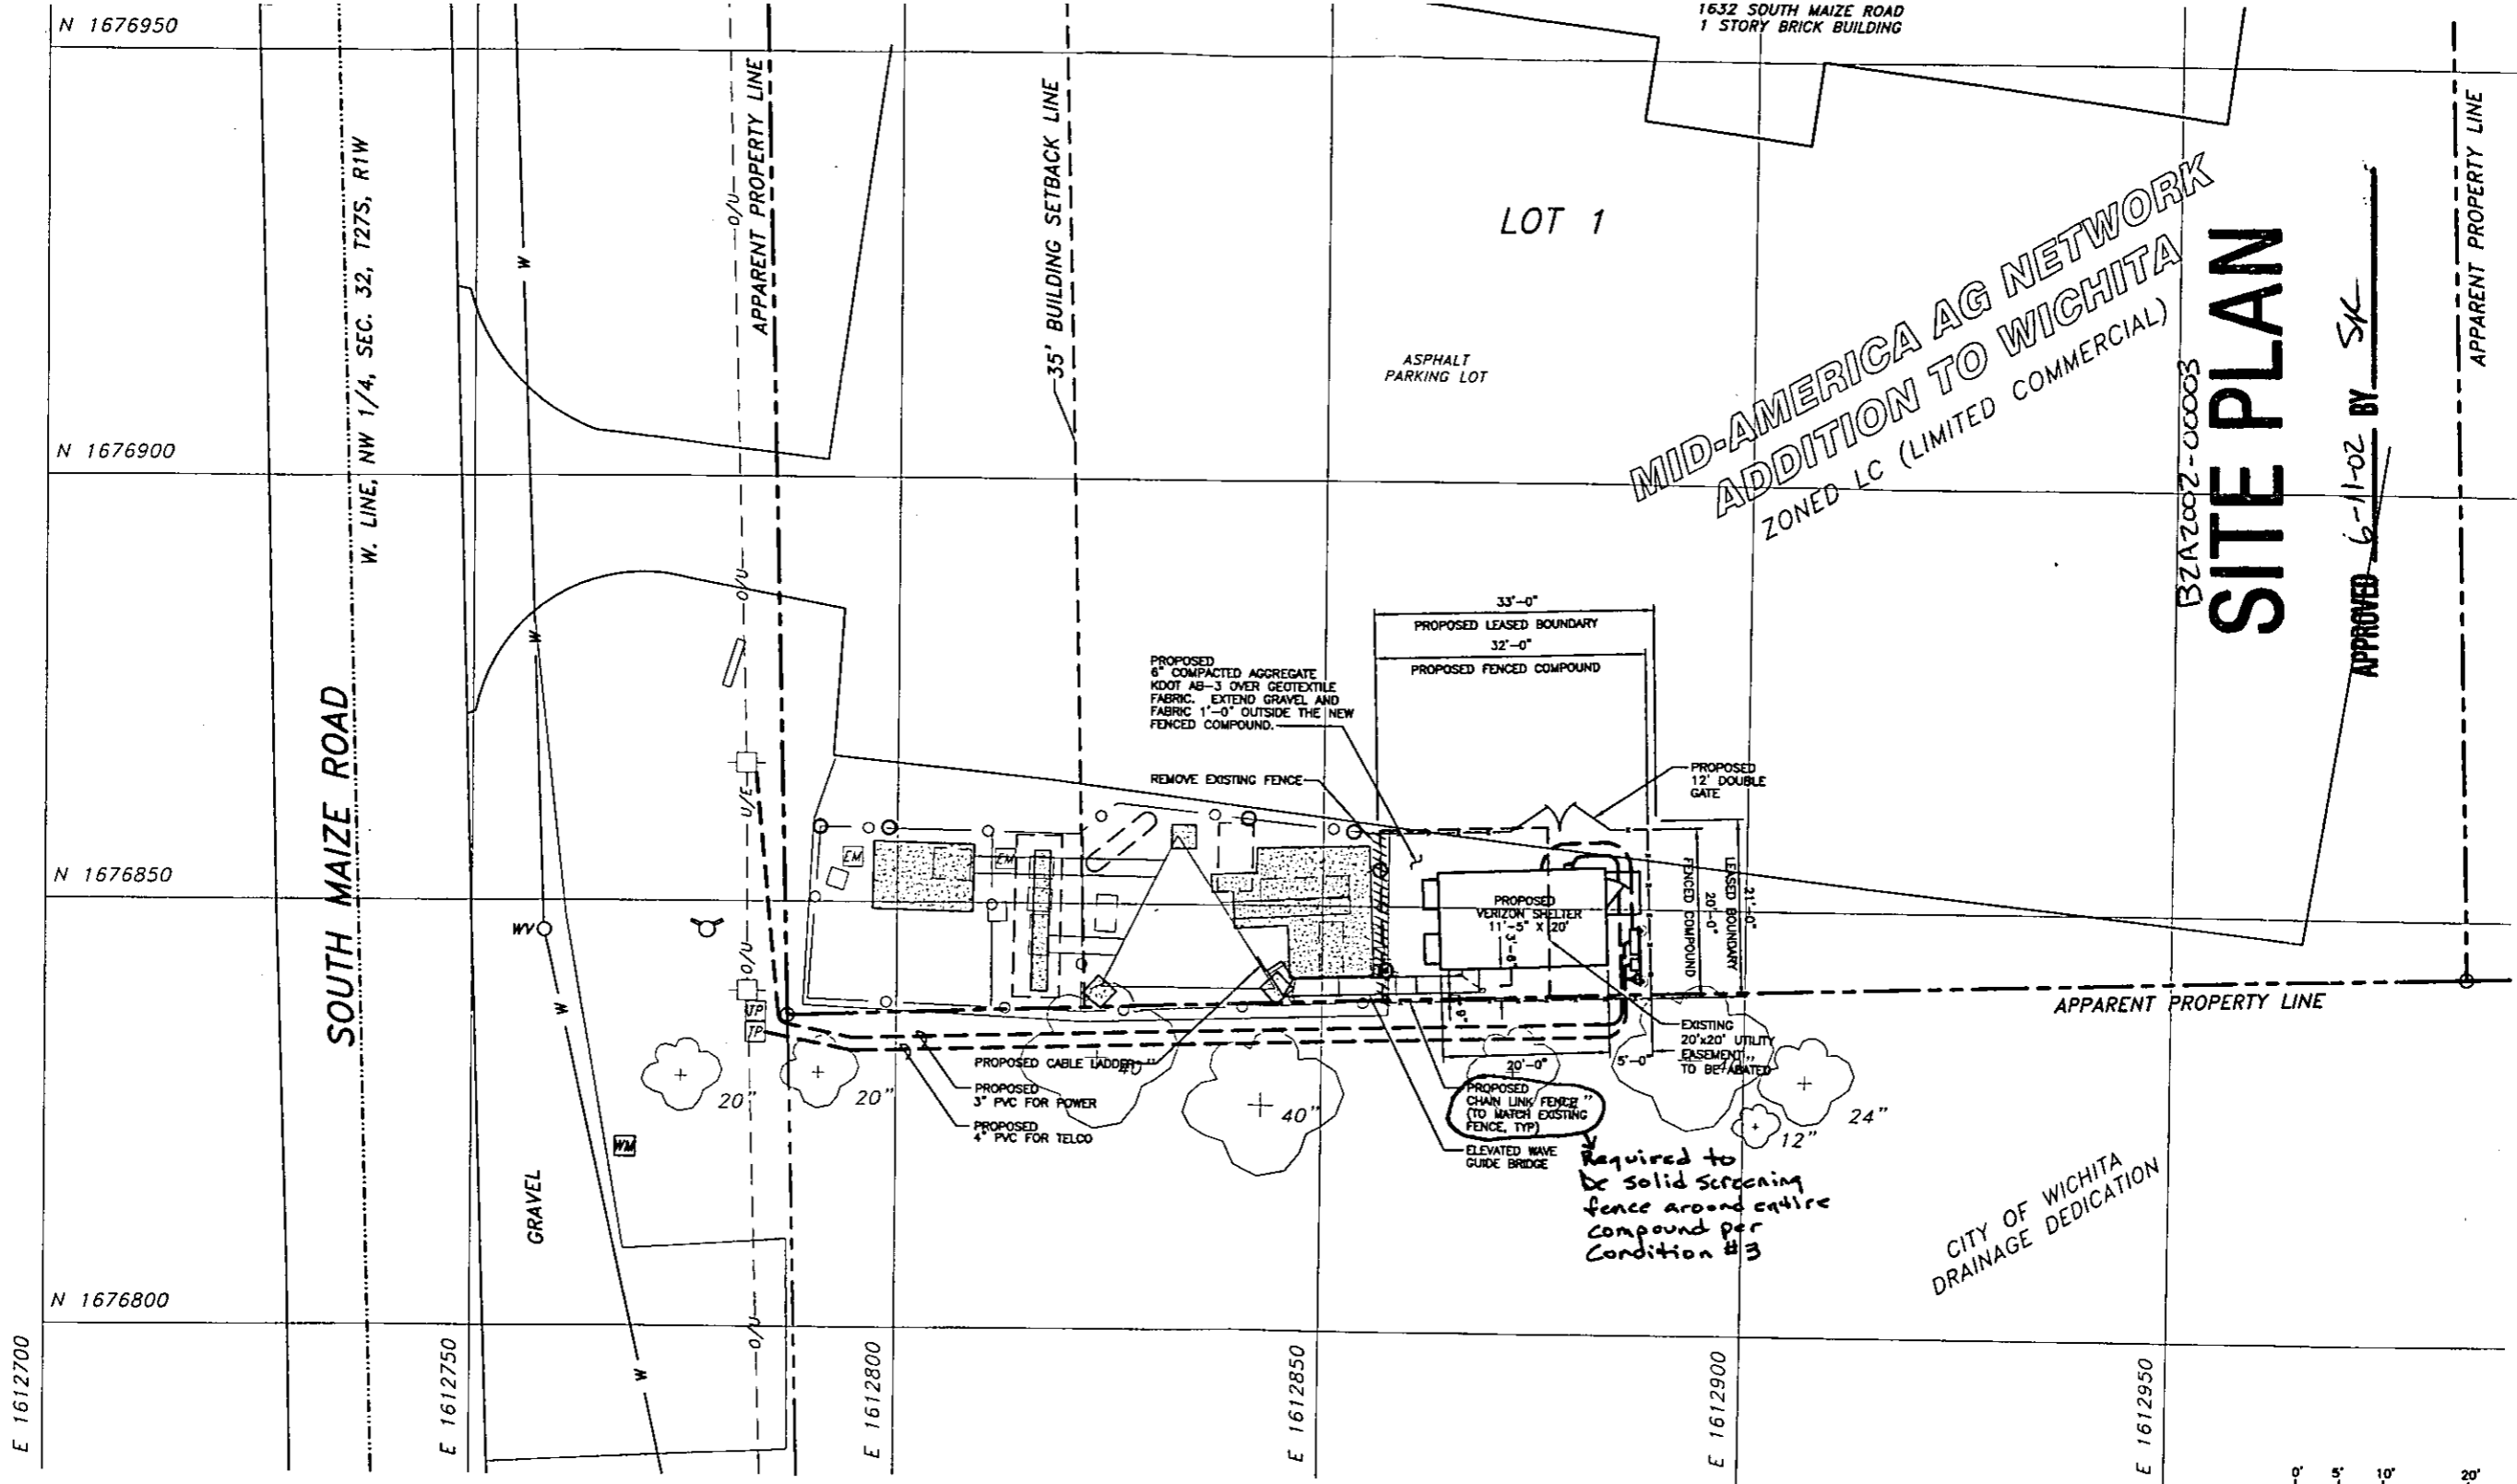 1632 SOUTH MAIZE ROAD
1 STORY BRICK BUILDING
N 1676950
N 1676900
N 1676850
N 1676800
E 1612700
E 1612750
E 1612800
E 1612850
E 1612900
E 1612950
SOUTH MAIZE ROAD
W. LINE, NW 1/4, SEC. 32, T27S, R1W
W
W
W
W
WV
WM
GRAVEL
O/U
O/U
U/E
O/U
O/U
APPARENT PROPERTY LINE
35' BUILDING SETBACK LINE
LOT 1
ASPHALT
PARKING LOT
MID-AMERICA AG NETWORK
ADDITION TO WICHITA
ZONED LC (LIMITED COMMERCIAL)
BZA2002-00003
SITE PLAN
APPROVED 6-11-02 BY SK
APPARENT PROPERTY LINE
33'-0"
PROPOSED LEASED BOUNDARY
32'-0"
PROPOSED FENCED COMPOUND
PROPOSED
6" COMPACTED AGGREGATE
KDOT AB-3 OVER GEOTEXTILE
FABRIC. EXTEND GRAVEL AND
FABRIC 1'-0" OUTSIDE THE NEW
FENCED COMPOUND.
REMOVE EXISTING FENCE
PROPOSED
12' DOUBLE
GATE
EM
EM
PROPOSED
VERIZON SHELTER
11'-5" X 20'
3'-6"
FENCED COMPOUND
20'-0"
LEASED BOUNDARY
21'-0"
APPARENT PROPERTY LINE
TP
TP
PROPOSED CABLE LADDER
PROPOSED
3" PVC FOR POWER
PROPOSED
4" PVC FOR TELCO
20"
20"
40"
12"
24"
20'-0"
5'-0"
EXISTING
20'x20' UTILITY
EASEMENT
TO BE ABATED
PROPOSED
CHAIN LINK FENCE
(TO MATCH EXISTING
FENCE, TYP)
ELEVATED WAVE
GUIDE BRIDGE
Required to
be solid screening
fence around entire
compound per
Condition #3
CITY OF WICHITA
DRAINAGE DEDICATION
0' 5' 10' 20'